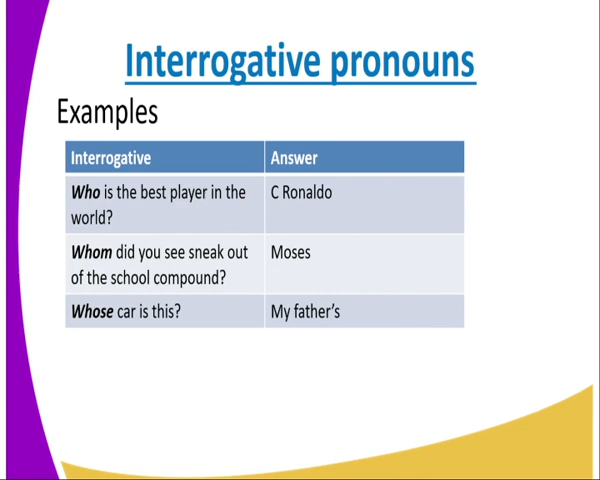 Interrogative pronouns
Examples
Interrogative Answer
Who is the best player in the C Ronaldo
world?
Whom did you see sneak out Moses
of the school compound?
Whose car is this? My father's